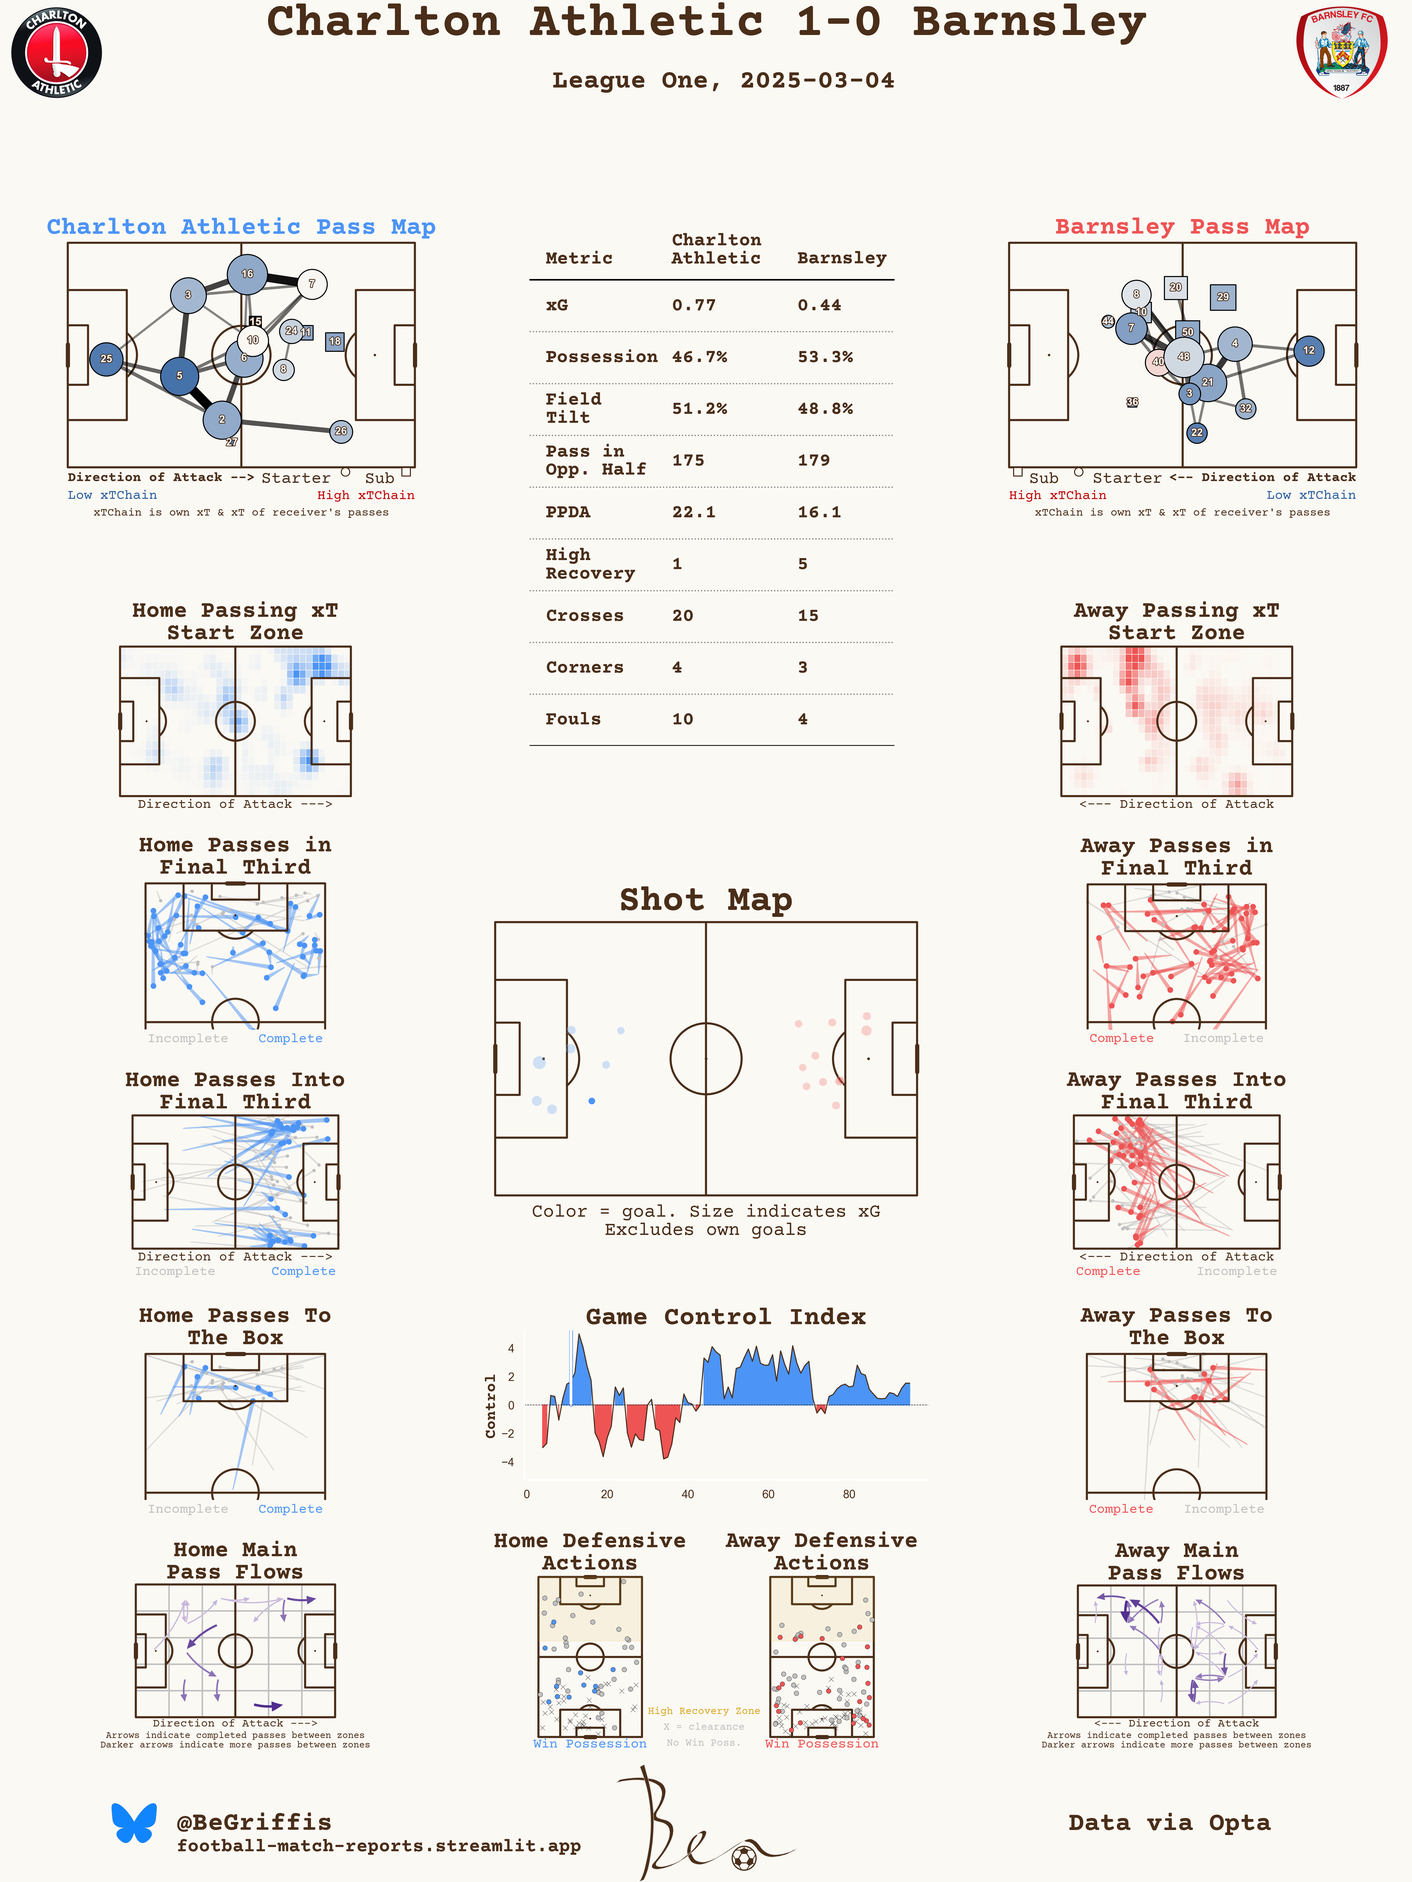 Charlton Athletic 1-0 Barnsley
League One, 2025-03-04
CHARLTON
ATHLETIC
BARNSLEY FC
1887
Charlton Athletic Pass Map
16
3
7
15
10
24
11
18
25
6
5
8
2
27
26
Direction of Attack --> Starter Sub
Low xTChain High xTChain
xTChain is own xT & xT of receiver's passes
Metric Charlton Athletic Barnsley
xG 0.77 0.44
Possession 46.7% 53.3%
Field Tilt 51.2% 48.8%
Pass in Opp. Half 175 179
PPDA 22.1 16.1
High Recovery 1 5
Crosses 20 15
Corners 4 3
Fouls 10 4
Barnsley Pass Map
8
20
29
10
44
7
50
40
48
4
12
21
3
36
32
22
Sub Starter <-- Direction of Attack
High xTChain Low xTChain
xTChain is own xT & xT of receiver's passes
Home Passing xT
Start Zone
Direction of Attack --->
Away Passing xT
Start Zone
<--- Direction of Attack
Home Passes in
Final Third
Incomplete Complete
Shot Map
Color = goal. Size indicates xG
Excludes own goals
Away Passes in
Final Third
Complete Incomplete
Home Passes Into
Final Third
Direction of Attack --->
Incomplete Complete
Away Passes Into
Final Third
<--- Direction of Attack
Complete Incomplete
Home Passes To
The Box
Incomplete Complete
Game Control Index
Control
4
2
0
−2
−4
0 20 40 60 80
Away Passes To
The Box
Complete Incomplete
Home Main
Pass Flows
Direction of Attack --->
Arrows indicate completed passes between zones
Darker arrows indicate more passes between zones
Home Defensive
Actions
Win Possession
High Recovery Zone
X = clearance
No Win Poss.
Away Defensive
Actions
Win Possession
Away Main
Pass Flows
<--- Direction of Attack
Arrows indicate completed passes between zones
Darker arrows indicate more passes between zones
@BeGriffis
football-match-reports.streamlit.app
Ben
Data via Opta